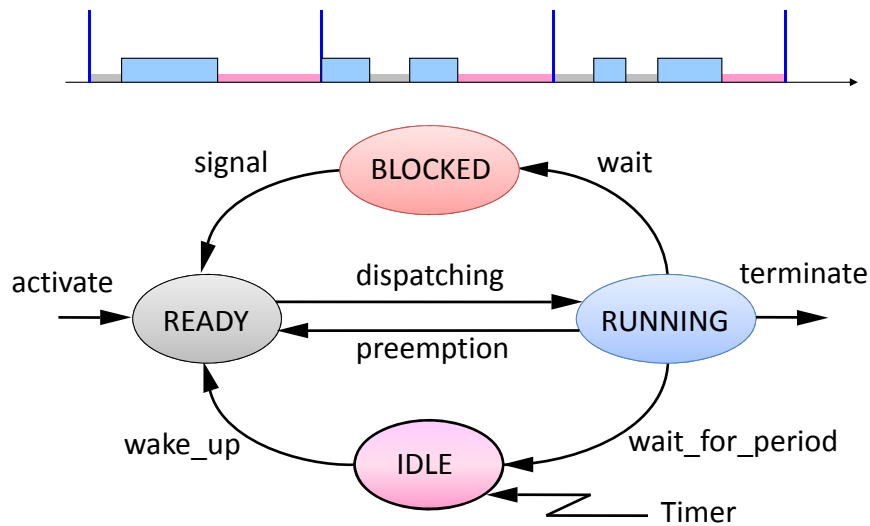 signal
BLOCKED
wait
activate
dispatching
terminate
READY
RUNNING
preemption
wake_up
IDLE
wait_for_period
Timer